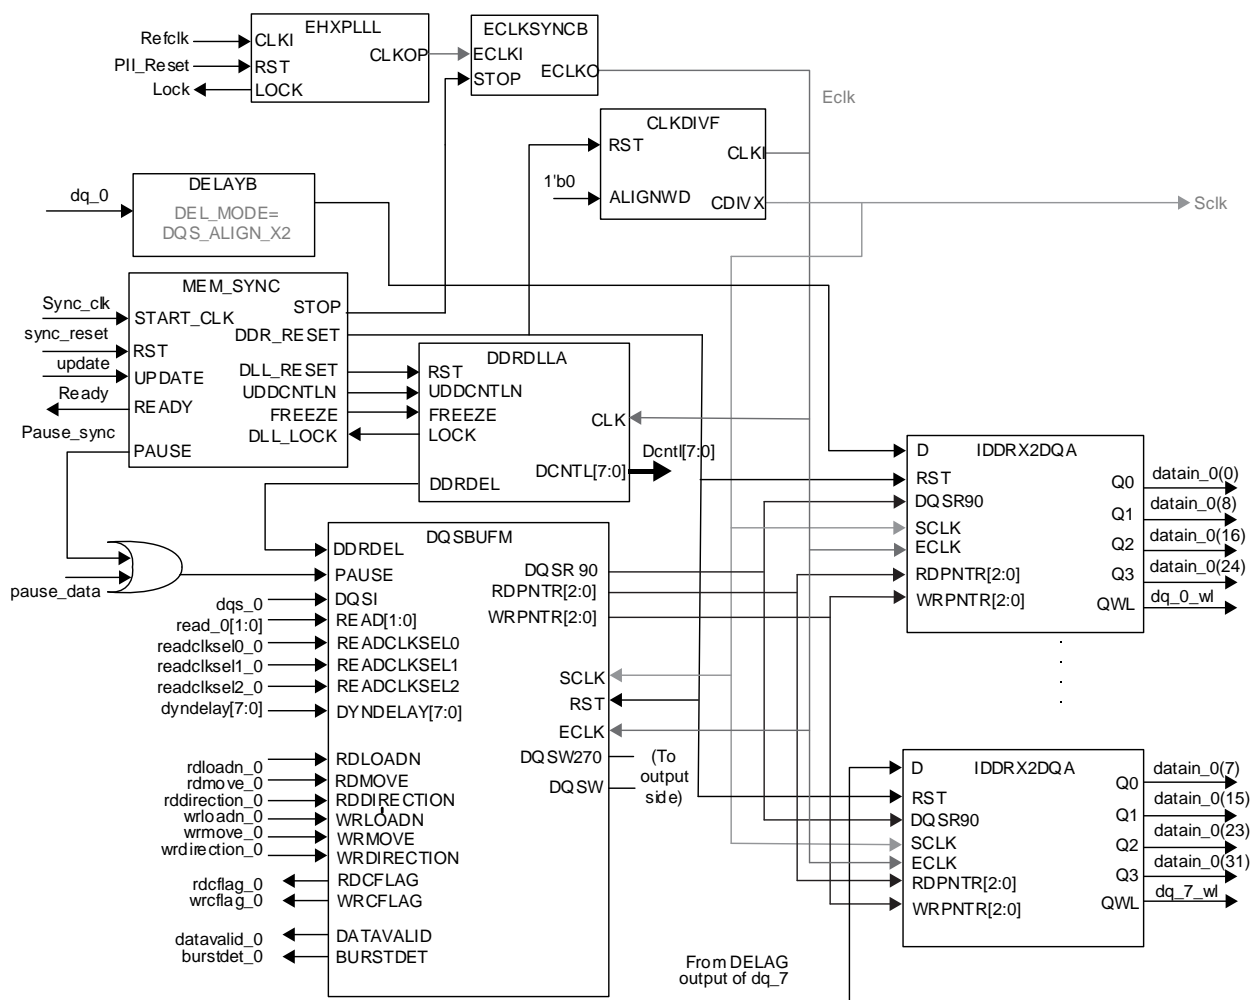 EHXPLLL
Refclk
CLKI
CLKOP
Pll_Reset
RST
Lock
LOCK
ECLKSYNCB
ECLKI
ECLKO
STOP
Eclk
CLKDIVF
RST
CLKI
1'b0
ALIGNWD
CDIVX
Sclk
dq_0
DELAYB
DEL_MODE=
DQS_ALIGN_X2
MEM_SYNC
STOP
Sync_clk
START_CLK
DDR_RESET
sync_reset
RST
update
UPDATE
DLL_RESET
UDDCNTLN
Ready
READY
FREEZE
DLL_LOCK
Pause_sync
PAUSE
DDRDLLA
RST
UDDCNTLN
FREEZE
LOCK
CLK
DCNTL[7:0]
Dcntl[7:0]
DDRDEL
pause_data
DQSBUFM
DDRDEL
PAUSE
dqs_0
DQSI
read_0[1:0]
READ[1:0]
readclksel0_0
READCLKSEL0
readclksel1_0
READCLKSEL1
readclksel2_0
READCLKSEL2
dyndelay[7:0]
DYNDELAY[7:0]
rdloadn_0
RDLOADN
rdmove_0
RDMOVE
rddirection_0
RDDIRECTION
wrloadn_0
WRLOADN
wrmove_0
WRMOVE
wrdirection_0
WRDIRECTION
rdcflag_0
RDCFLAG
wrcflag_0
WRCFLAG
datavalid_0
DATAVALID
burstdet_0
BURSTDET
DQSR 90
RDPNTR[2:0]
WRPNTR[2:0]
SCLK
RST
ECLK
DQSW270
DQSW
(To
output
side)
IDDRX2DQA
D
RST
DQSR90
SCLK
ECLK
RDPNTR[2:0]
WRPNTR[2:0]
Q0
datain_0(0)
Q1
datain_0(8)
Q2
datain_0(16)
Q3
datain_0(24)
QWL
dq_0_wl
IDDRX2DQA
D
RST
DQSR90
SCLK
ECLK
RDPNTR[2:0]
WRPNTR[2:0]
Q0
datain_0(7)
Q1
datain_0(15)
Q2
datain_0(23)
Q3
datain_0(31)
QWL
dq_7_wl
From DELAG
output of dq_7